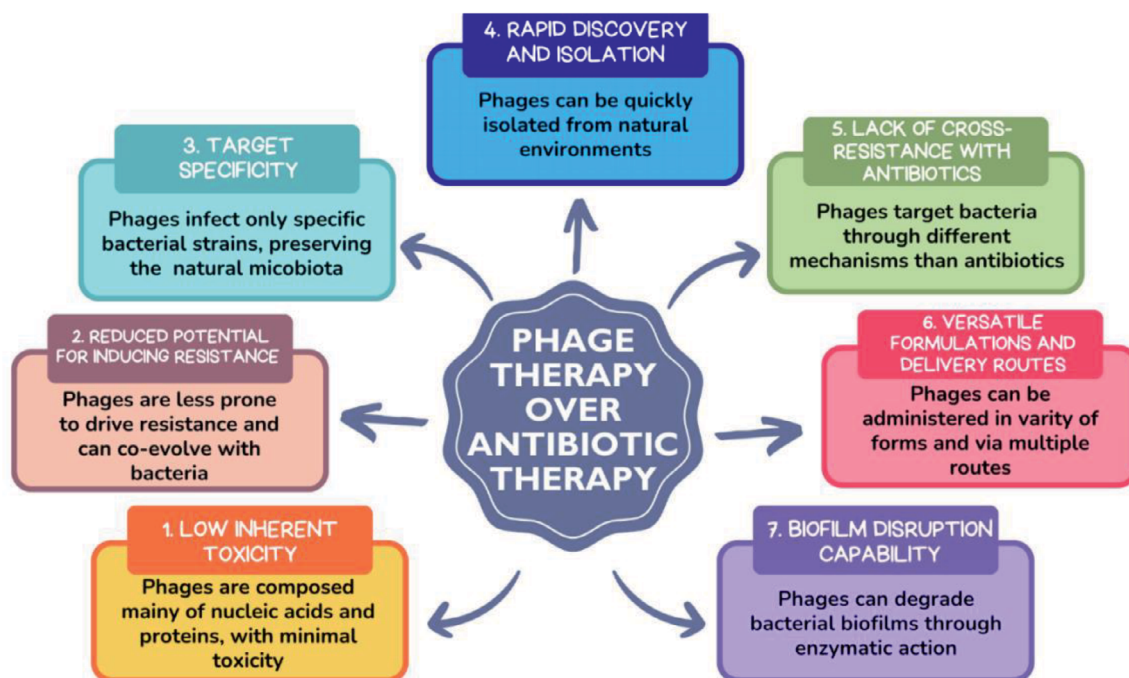 4. RAPID DISCOVERY
AND ISOLATION
Phages can be quickly
isolated from natural
environments
3. TARGET
SPECIFICITY
Phages infect only specific
bacterial strains, preserving
the natural micobiota
5. LACK OF CROSS-
RESISTANCE WITH
ANTIBIOTICS
Phages target bacteria
through different
mechanisms than antibiotics
2. REDUCED POTENTIAL
FOR INDUCING RESISTANCE
Phages are less prone
to drive resistance and
can co-evolve with
bacteria
PHAGE
THERAPY
OVER
ANTIBIOTIC
THERAPY
6. VERSATILE
FORMULATIONS AND
DELIVERY ROUTES
Phages can be
administered in varity of
forms and via multiple
routes
1. LOW INHERENT
TOXICITY
Phages are composed
mainy of nucleic acids and
proteins, with minimal
toxicity
7. BIOFILM DISRUPTION
CAPABILITY
Phages can degrade
bacterial biofilms through
enzymatic action